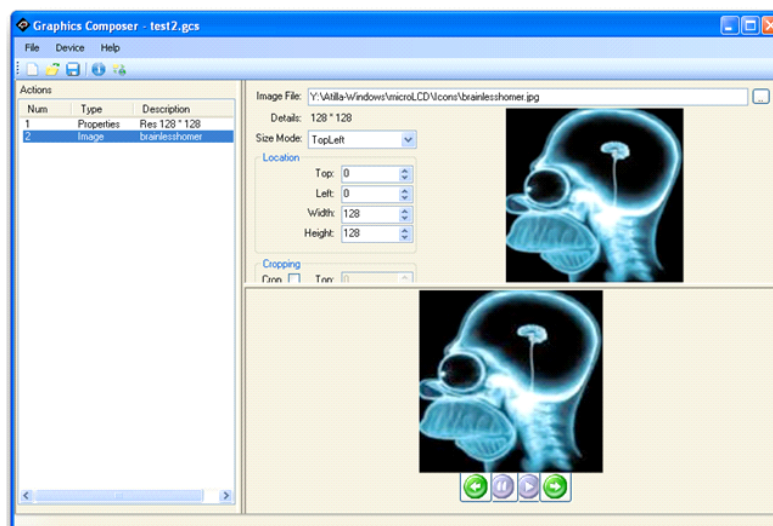 Graphics Composer - test2.gcs
File Device Help
Actions
Num Type Description
1 Properties Res 128 * 128
2 Image brainlesshomer
Image File: Y:\Atilla-Windows\microLCD\Icons\brainlesshomer.jpg ..
Details: 128 * 128
Size Mode: TopLeft
Location
Top: 0
Left: 0
Width: 128
Height: 128
Cropping
Crop Top: 0